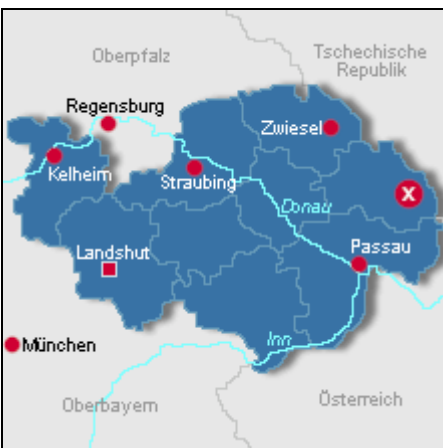 Oberpfalz
Tschechische
Republik
Regensburg
Zwiesel
Kelheim
Straubing
X
Donau
Landshut
Passau
Inn
München
Oberbayern
Österreich